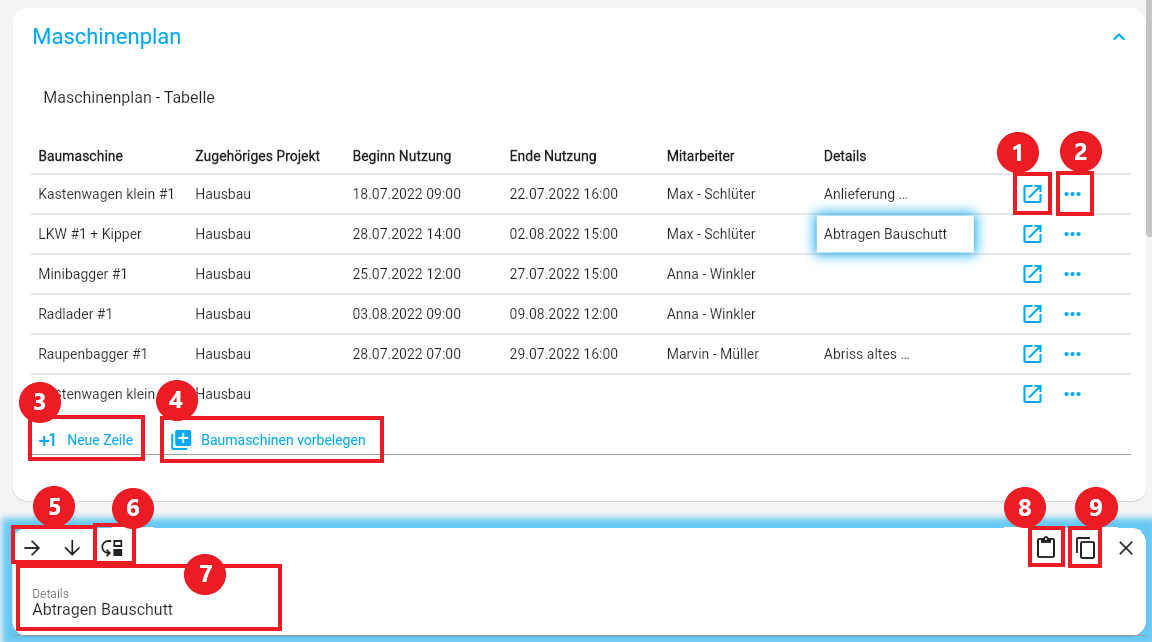 Maschinenplan
Maschinenplan - Tabelle
Baumaschine Zugehöriges Projekt Beginn Nutzung Ende Nutzung Mitarbeiter Details
1
2
Kastenwagen klein #1 Hausbau 18.07.2022 09:00 22.07.2022 16:00 Max - Schlüter Anlieferung ...
LKW #1 + Kipper Hausbau 28.07.2022 14:00 02.08.2022 15:00 Max - Schlüter Abtragen Bauschutt
Minibagger #1 Hausbau 25.07.2022 12:00 27.07.2022 15:00 Anna - Winkler
Radlader #1 Hausbau 03.08.2022 09:00 09.08.2022 12:00 Anna - Winkler
Raupenbagger #1 Hausbau 28.07.2022 07:00 29.07.2022 16:00 Marvin - Müller Abriss altes ...
stenwagen klein Hausbau
3
4
+1 Neue Zeile Baumaschinen vorbelegen
5
6
8
9
7
Details
Abtragen Bauschutt